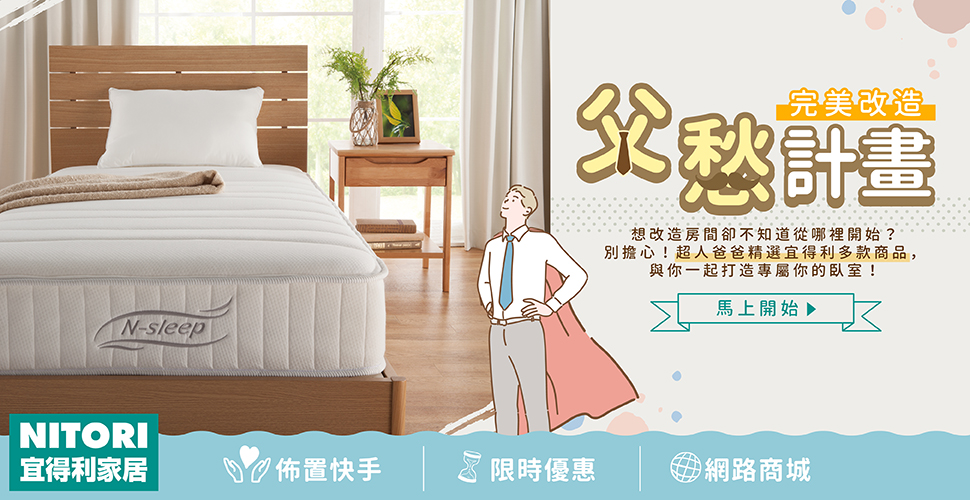 完美改造
父愁計畫
想改造房間卻不知道從哪裡開始？
別擔心！超人爸爸精選宜得利多款商品，
與你一起打造專屬你的臥室！
馬上開始
N-sleep
NITORI
宜得利家居
佈置快手
限時優惠
網路商城